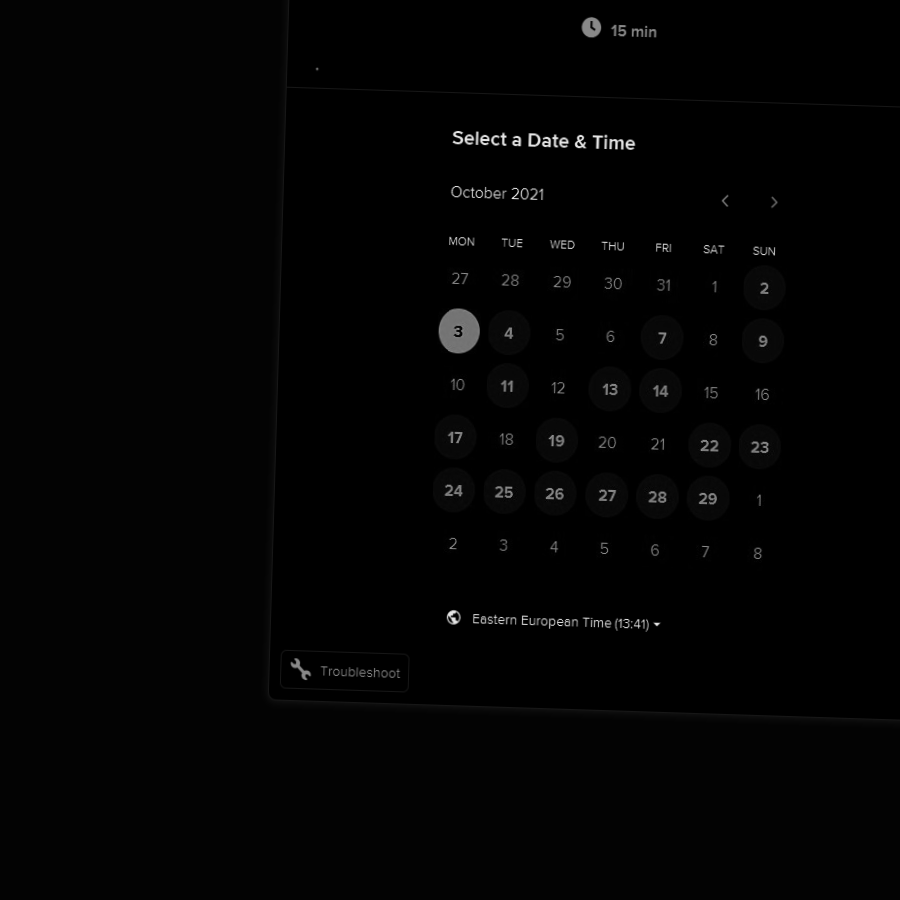 15 min
Select a Date & Time
October 2021
MON TUE WED THU FRI SAT SUN
27 28 29 30 31 1 2
3 4 5 6 7 8 9
10 11 12 13 14 15 16
17 18 19 20 21 22 23
24 25 26 27 28 29 1
2 3 4 5 6 7 8
Eastern European Time (13:41)
Troubleshoot